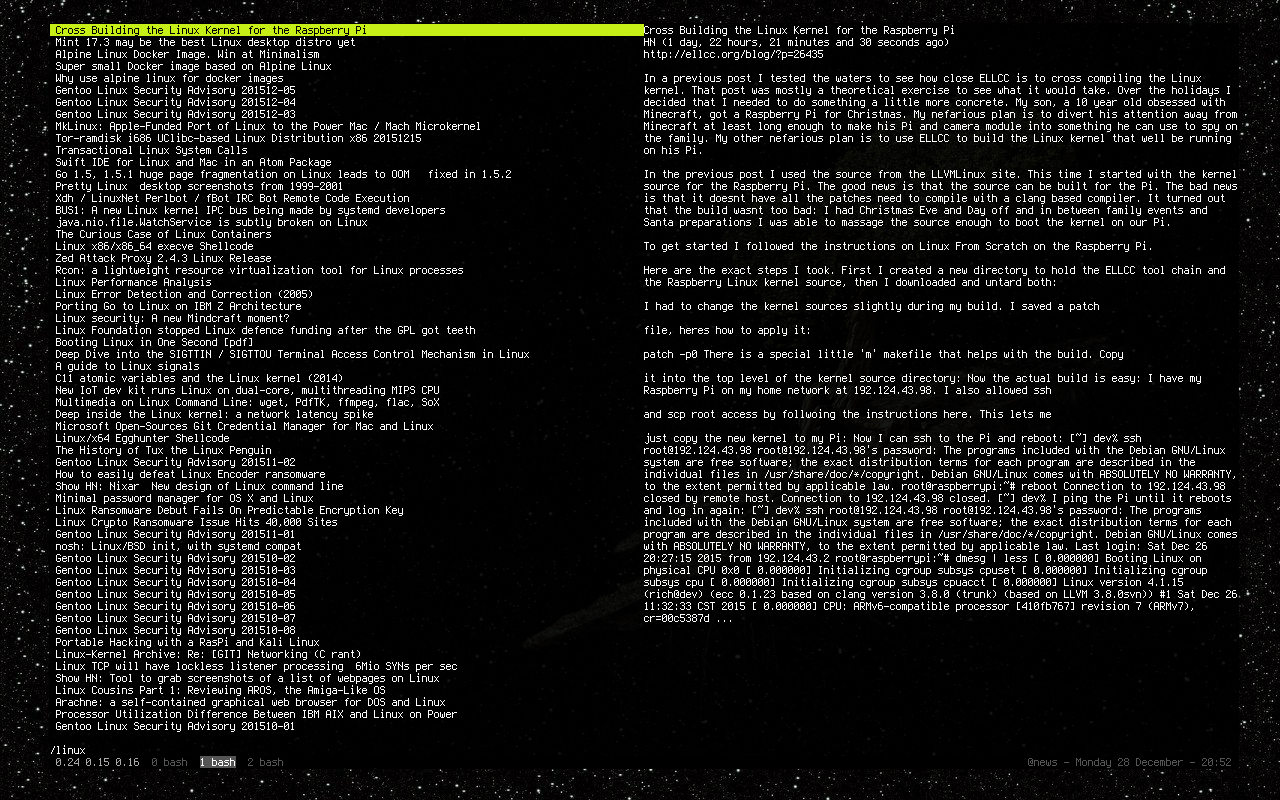 Cross Building the Linux Kernel for the Raspberry Pi
Mint 17.3 may be the best Linux desktop distro yet
Alpine Linux Docker Image. Win at Minimalism
Super small Docker image based on Alpine Linux
Why use alpine linux for docker images
Gentoo Linux Security Advisory 201512-05
Gentoo Linux Security Advisory 201512-04
Gentoo Linux Security Advisory 201512-03
MkLinux: Apple-Funded Port of Linux to the Power Mac / Mach Microkernel
Tor-ramdisk i686 UClibc-based Linux Distribution x86 20151215
Transactional Linux System Calls
Swift IDE for Linux and Mac in an Atom Package
Go 1.5, 1.5.1 huge page fragmentation on Linux leads to OOM   fixed in 1.5.2
Pretty Linux  desktop screenshots from 1999-2001
Xdh / LinuxNet Perlbot / fBot IRC Bot Remote Code Execution
BUS1: A new Linux kernel IPC bus being made by systemd developers
java.nio.file.WatchService is subtly broken on Linux
The Curious Case of Linux Containers
Linux x86/x86_64 execve Shellcode
Zed Attack Proxy 2.4.3 Linux Release
Rcon: a lightweight resource virtualization tool for Linux processes
Linux Performance Analysis
Linux Error Detection and Correction (2005)
Porting Go to Linux on IBM Z Architecture
Linux security: A new Mindcraft moment?
Linux Foundation stopped Linux defence funding after the GPL got teeth
Booting Linux in One Second [pdf]
Deep Dive into the SIGTTIN / SIGTTOU Terminal Access Control Mechanism in Linux
A guide to Linux signals
C11 atomic variables and the Linux kernel (2014)
New IoT dev kit runs Linux on dual-core, multithreading MIPS CPU
Multimedia on Linux Command Line: wget, PdfTK, ffmpeg, flac, SoX
Deep inside the Linux kernel: a network latency spike
Microsoft Open-Sources Git Credential Manager for Mac and Linux
Linux/x64 Egghunter Shellcode
The History of Tux the Linux Penguin
Gentoo Linux Security Advisory 201511-02
How to easily defeat Linux Encoder ransomware
Show HN: Nixar  New design of Linux command line
Minimal password manager for OS X and Linux
Linux Ransomware Debut Fails On Predictable Encryption Key
Linux Crypto Ransomware Issue Hits 40,000 Sites
Gentoo Linux Security Advisory 201511-01
nosh: Linux/BSD init, with systemd compat
Gentoo Linux Security Advisory 201510-02
Gentoo Linux Security Advisory 201510-03
Gentoo Linux Security Advisory 201510-04
Gentoo Linux Security Advisory 201510-05
Gentoo Linux Security Advisory 201510-06
Gentoo Linux Security Advisory 201510-07
Gentoo Linux Security Advisory 201510-08
Portable Hacking with a RasPi and Kali Linux
Linux-Kernel Archive: Re: [GIT] Networking (C rant)
Linux TCP will have lockless listener processing  6Mio SYNs per sec
Show HN: Tool to grab screenshots of a list of webpages on Linux
Linux Cousins Part 1: Reviewing AROS, the Amiga-Like OS
Arachne: a self-contained graphical web browser for DOS and Linux
Processor Utilization Difference Between IBM AIX and Linux on Power
Gentoo Linux Security Advisory 201510-01
Cross Building the Linux Kernel for the Raspberry Pi
HN (1 day, 22 hours, 21 minutes and 30 seconds ago)
http://ellcc.org/blog/?p=26435
In a previous post I tested the waters to see how close ELLCC is to cross compiling the Linux
kernel. That post was mostly a theoretical exercise to see what it would take. Over the holidays I
decided that I needed to do something a little more concrete. My son, a 10 year old obsessed with
Minecraft, got a Raspberry Pi for Christmas. My nefarious plan is to divert his attention away from
Minecraft at least long enough to make his Pi and camera module into something he can use to spy on
the family. My other nefarious plan is to use ELLCC to build the Linux kernel that well be running
on his Pi.
In the previous post I used the source from the LLVMLinux site. This time I started with the kernel
source for the Raspberry Pi. The good news is that the source can be built for the Pi. The bad news
is that it doesnt have all the patches need to compile with a clang based compiler. It turned out
that the build wasnt too bad: I had Christmas Eve and Day off and in between family events and
Santa preparations I was able to massage the source enough to boot the kernel on our Pi.
To get started I followed the instructions on Linux From Scratch on the Raspberry Pi.
Here are the exact steps I took. First I created a new directory to hold the ELLCC tool chain and
the Raspberry Linux kernel source, then I downloaded and untard both:
I had to change the kernel sources slightly during my build. I saved a patch
file, heres how to apply it:
patch -p0 There is a special little 'm' makefile that helps with the build. Copy
it into the top level of the kernel source directory: Now the actual build is easy: I have my
Raspberry Pi on my home network at 192.124.43.98. I also allowed ssh
and scp root access by follwoing the instructions here. This lets me
just copy the new kernel to my Pi: Now I can ssh to the Pi and reboot: [~] dev% ssh
root@192.124.43.98 root@192.124.43.98's password: The programs included with the Debian GNU/Linux
system are free software; the exact distribution terms for each program are described in the
individual files in /usr/share/doc/*/copyright. Debian GNU/Linux comes with ABSOLUTELY NO WARRANTY,
to the extent permitted by applicable law. root@raspberrypi:~# reboot Connection to 192.124.43.98
closed by remote host. Connection to 192.124.43.98 closed. [~] dev% I ping the Pi until it reboots
and log in again: [~] dev% ssh root@192.124.43.98 root@192.124.43.98's password: The programs
included with the Debian GNU/Linux system are free software; the exact distribution terms for each
program are described in the individual files in /usr/share/doc/*/copyright. Debian GNU/Linux comes
with ABSOLUTELY NO WARRANTY, to the extent permitted by applicable law. Last login: Sat Dec 26
20:27:15 2015 from 192.124.43.2 root@raspberrypi:~# dmesg | less [ 0.000000] Booting Linux on
physical CPU 0x0 [ 0.000000] Initializing cgroup subsys cpuset [ 0.000000] Initializing cgroup
subsys cpu [ 0.000000] Initializing cgroup subsys cpuacct [ 0.000000] Linux version 4.1.15
(rich@dev) (ecc 0.1.23 based on clang version 3.8.0 (trunk) (based on LLVM 3.8.0svn)) #1 Sat Dec 26
11:32:33 CST 2015 [ 0.000000] CPU: ARMv6-compatible processor [410fb767] revision 7 (ARMv7),
cr=00c5387d ...
/linux
0.24 0.15 0.16  0 bash  1 bash  2 bash
@news - Monday 28 December - 20:52